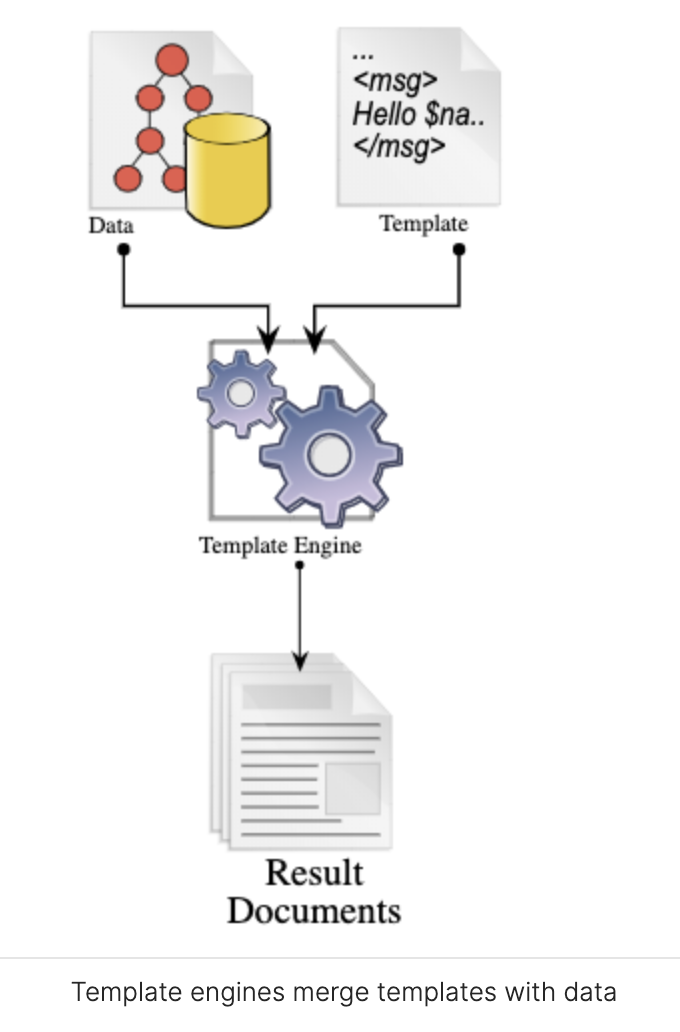 ...
<msg>
Hello $na..
</msg>
Data
Template
Template Engine
Result
Documents
Template engines merge templates with data